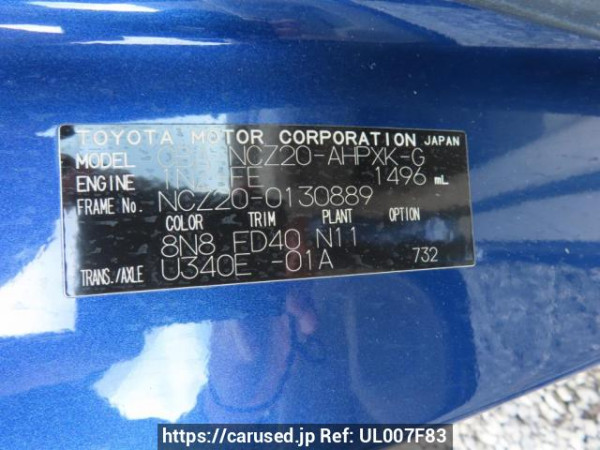 TOYOTA MOTOR CORPORATION JAPAN
MODEL NCZ20-AHPXK-G
ENGINE 1496 mL
FRAME No. NCZ20-0130889
COLOR TRIM PLANT OPTION
8N8 FD40 N11
TRANS./AXLE U340E -01A 732
https://carused.jp Ref: UL007F83